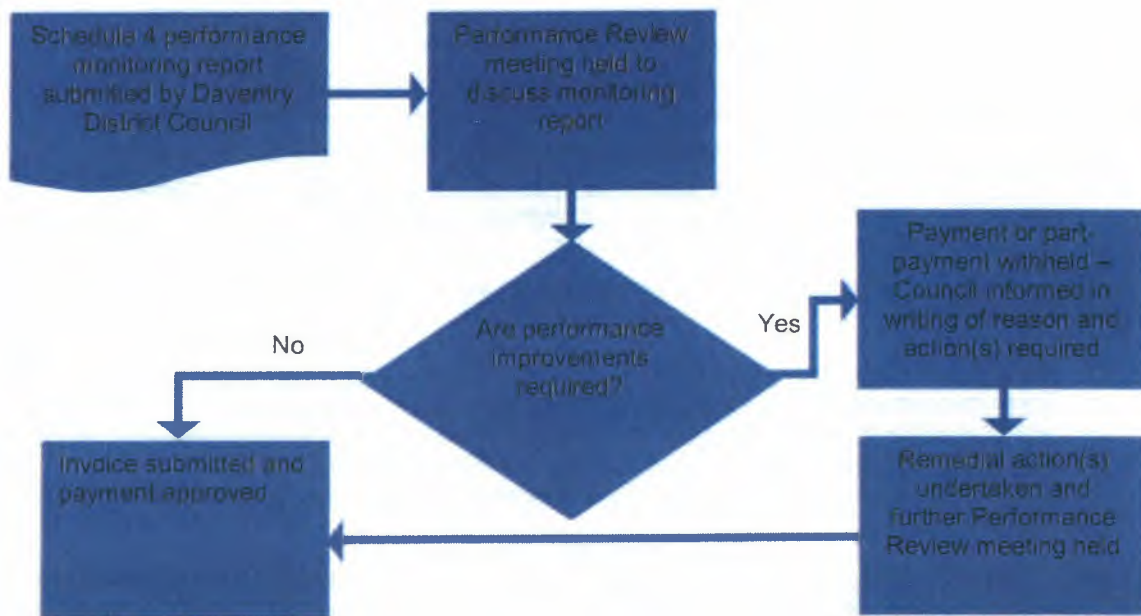 Schedule 4 performance
monitoring report
submitted by Daventry
District Council
Performance Review
meeting held to
discuss monitoring
report
Payment or part-
payment withheld –
Council informed in
writing of reason and
action(s) required
Are performance
improvements
required?
Yes
No
Invoice submitted and
payment approved
Remedial action(s)
undertaken and
further Performance
Review meeting held